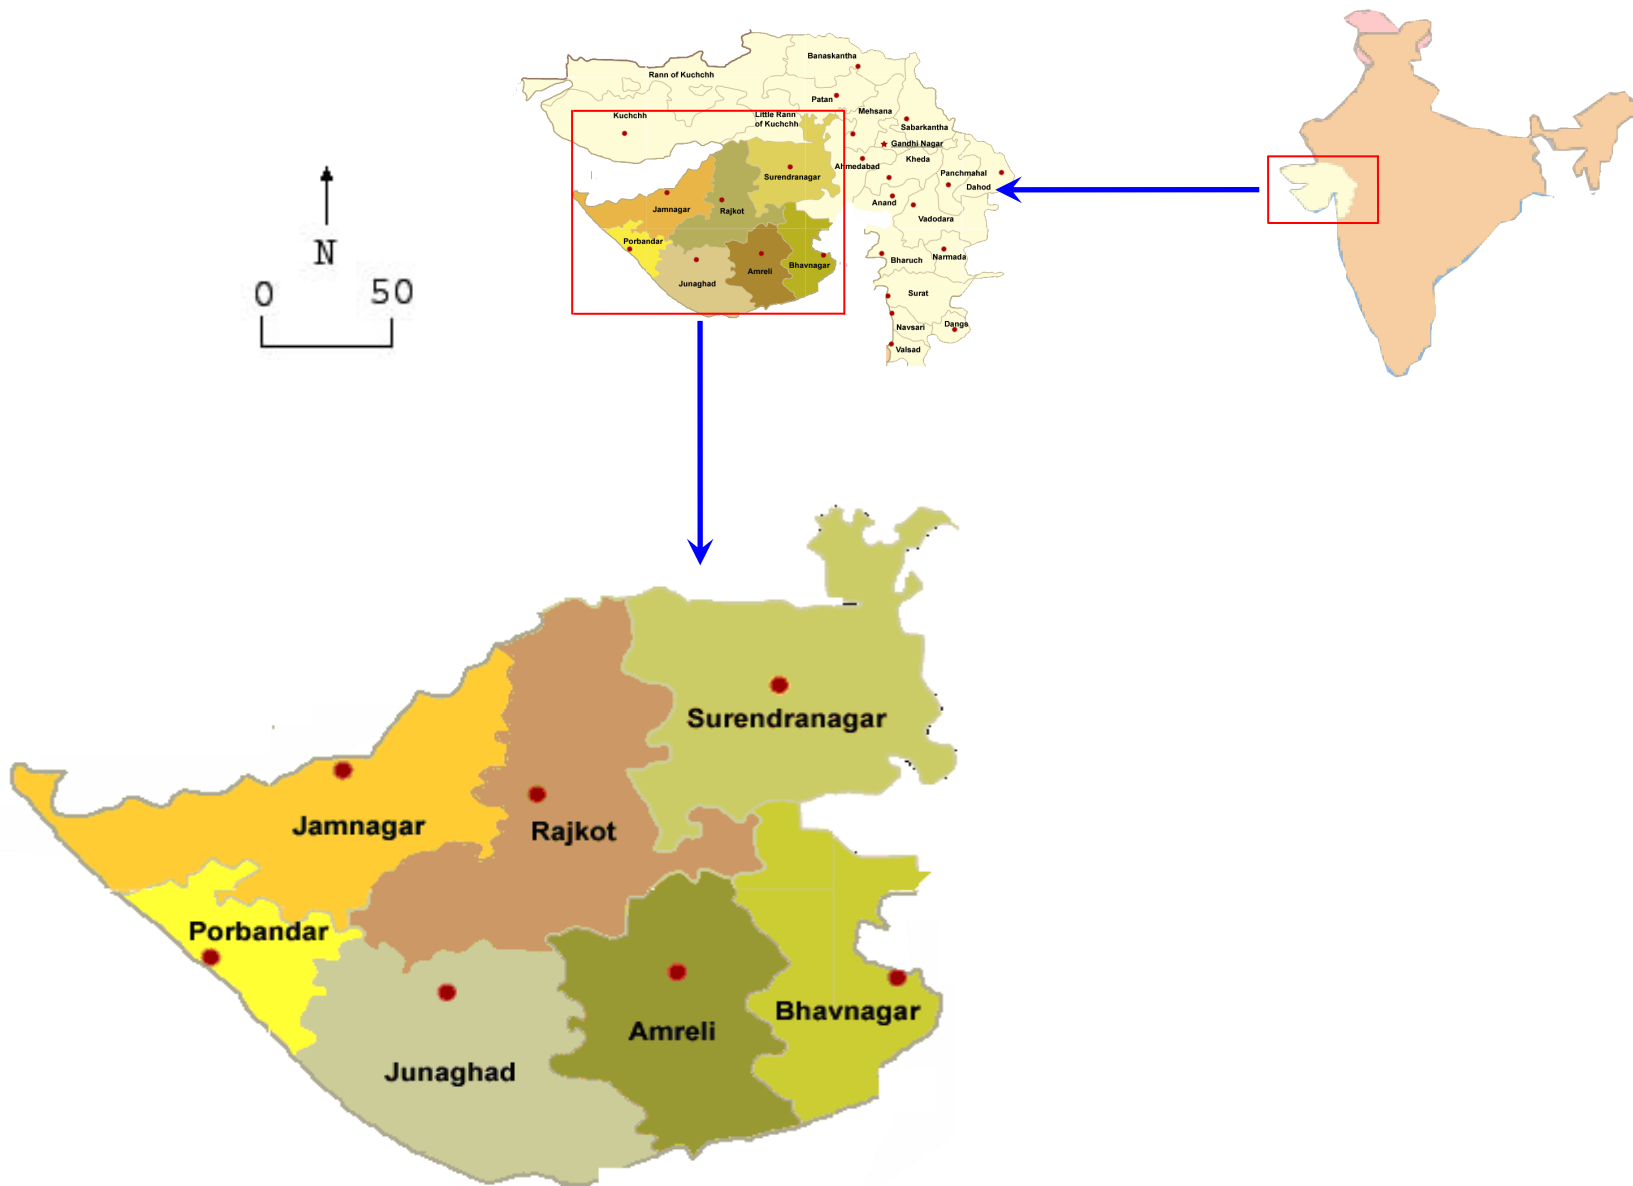 Banaskantha
Rann of Kuchchh
Patan
Mehsana
Kuchchh
Little Rann
of Kuchchh
Sabarkantha
Gandhi Nagar
Ahmedabad
Kheda
Surendranagar
Panchmahal
Dahod
Jamnagar
Rajkot
Anand
Vadodara
Porbandar
Bhavnagar
Amreli
Junaghad
Bharuch
Narmada
Surat
Navsari
Dangs
Valsad
N
0 50
Surendranagar
Jamnagar
Rajkot
Porbandar
Bhavnagar
Amreli
Junaghad